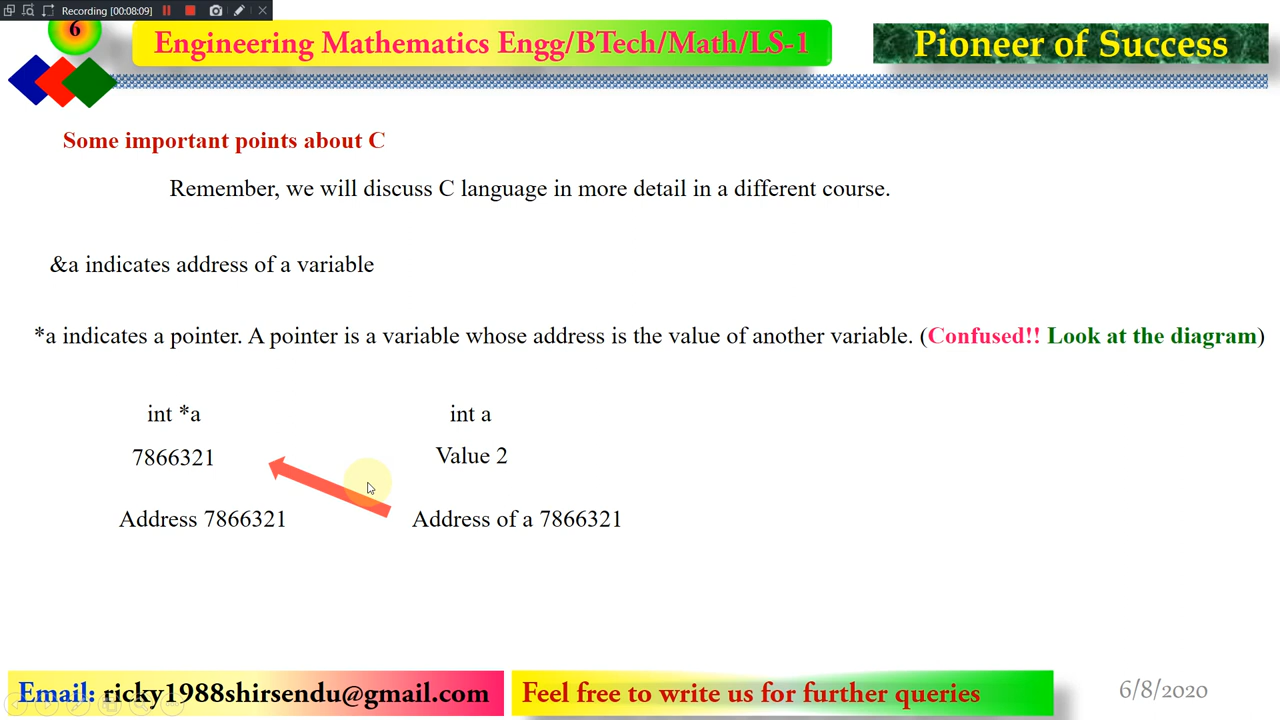 Recording [00:08:09]
6
Engineering Mathematics Engg/BTech/Math/LS-1
Pioneer of Success
Some important points about C
Remember, we will discuss C language in more detail in a different course.
&a indicates address of a variable
*a indicates a pointer. A pointer is a variable whose address is the value of another variable. (Confused!! Look at the diagram)
int *a
int a
7866321
Value 2
Address 7866321
Address of a 7866321
Email: ricky1988shirsendu@gmail.com
Feel free to write us for further queries
6/8/2020